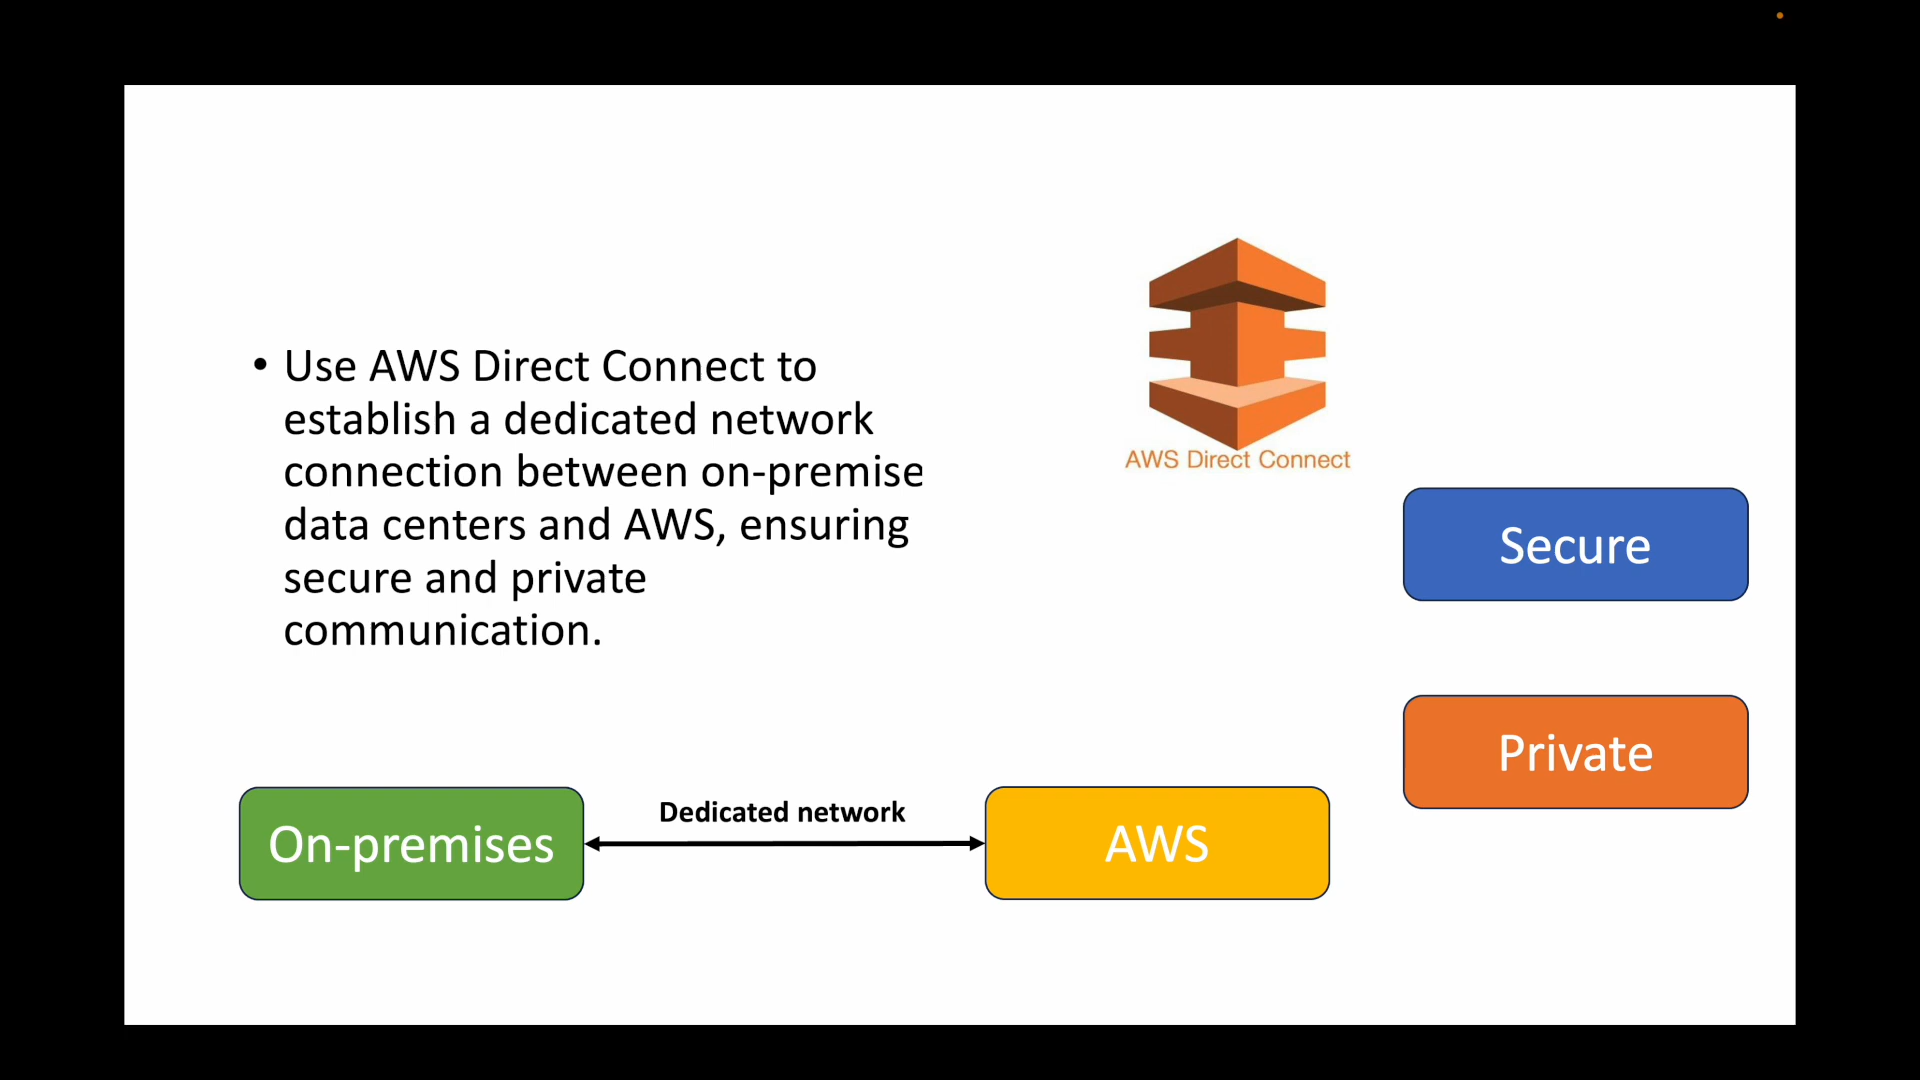 • Use AWS Direct Connect to
establish a dedicated network
connection between on-premise
data centers and AWS, ensuring
secure and private
communication.
AWS Direct Connect
Secure
Private
On-premises
Dedicated network
AWS